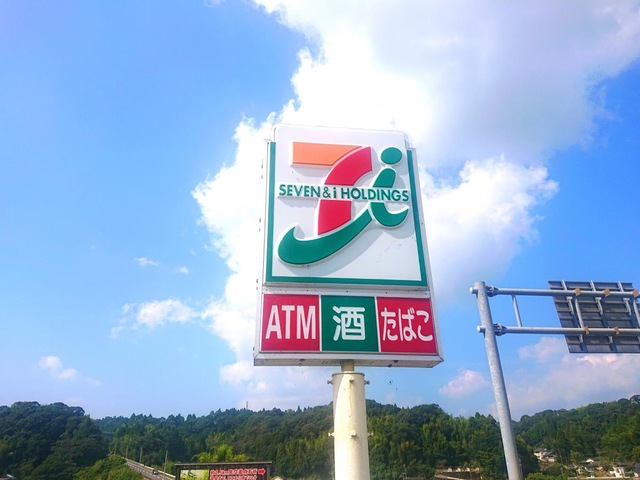 SEVEN & i HOLDINGS
ATM 酒 たばこ